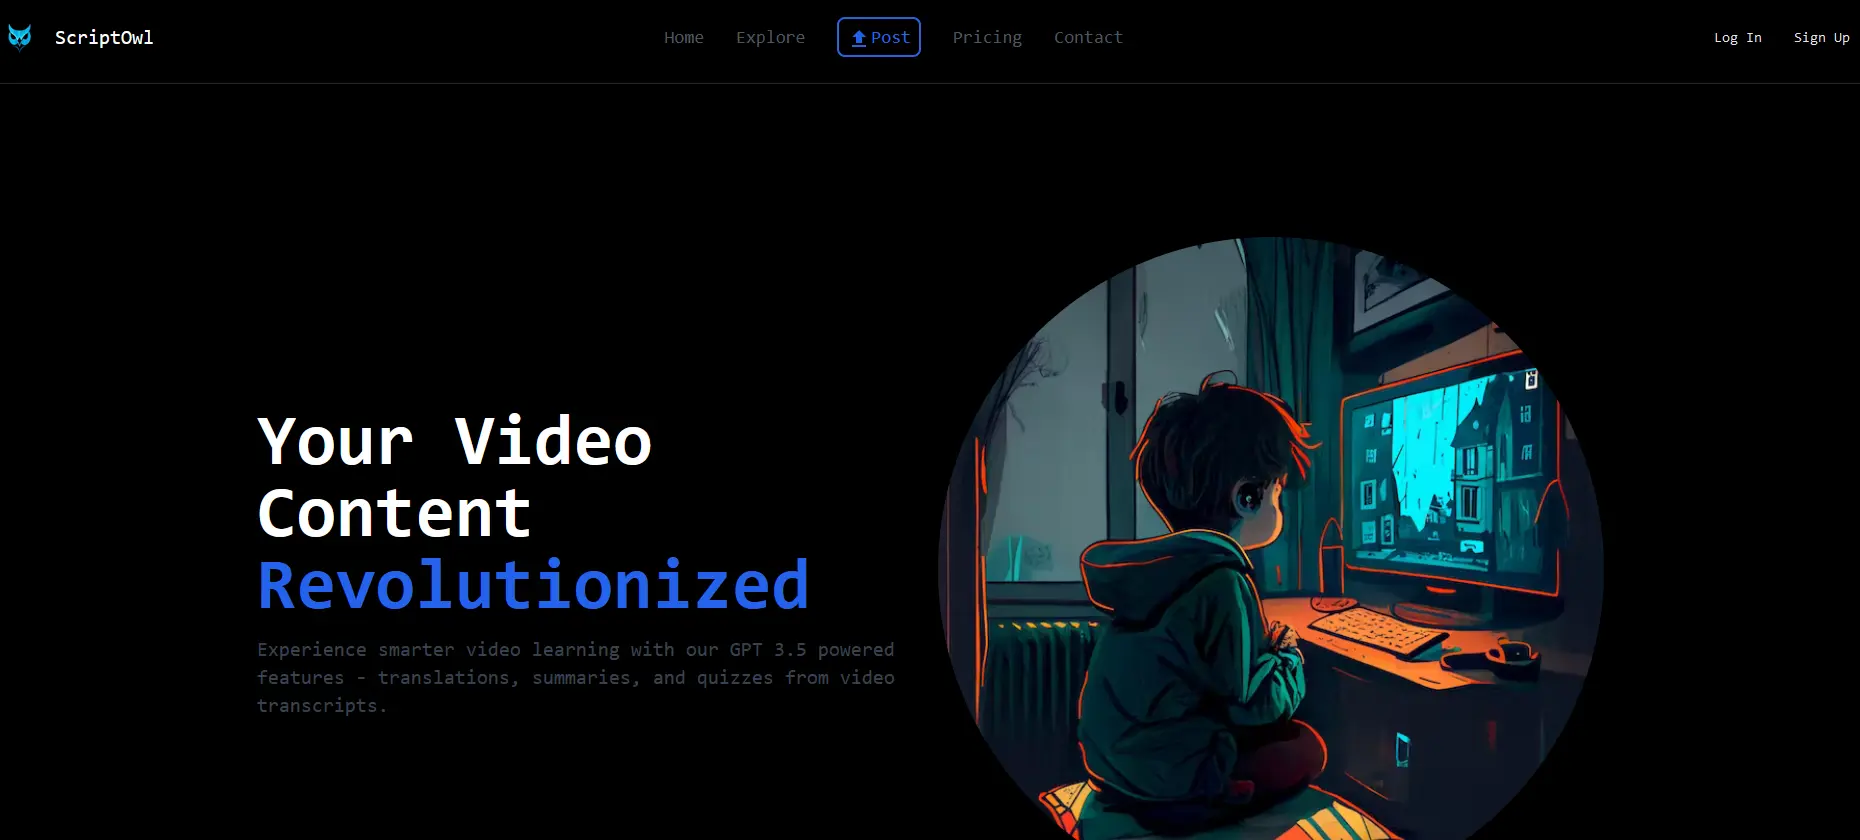 ScriptOwl
Home
Explore
Post
Pricing
Contact
Log In
Sign Up
Your Video
Content
Revolutionized
Experience smarter video learning with our GPT 3.5 powered
features - translations, summaries, and quizzes from video
transcripts.